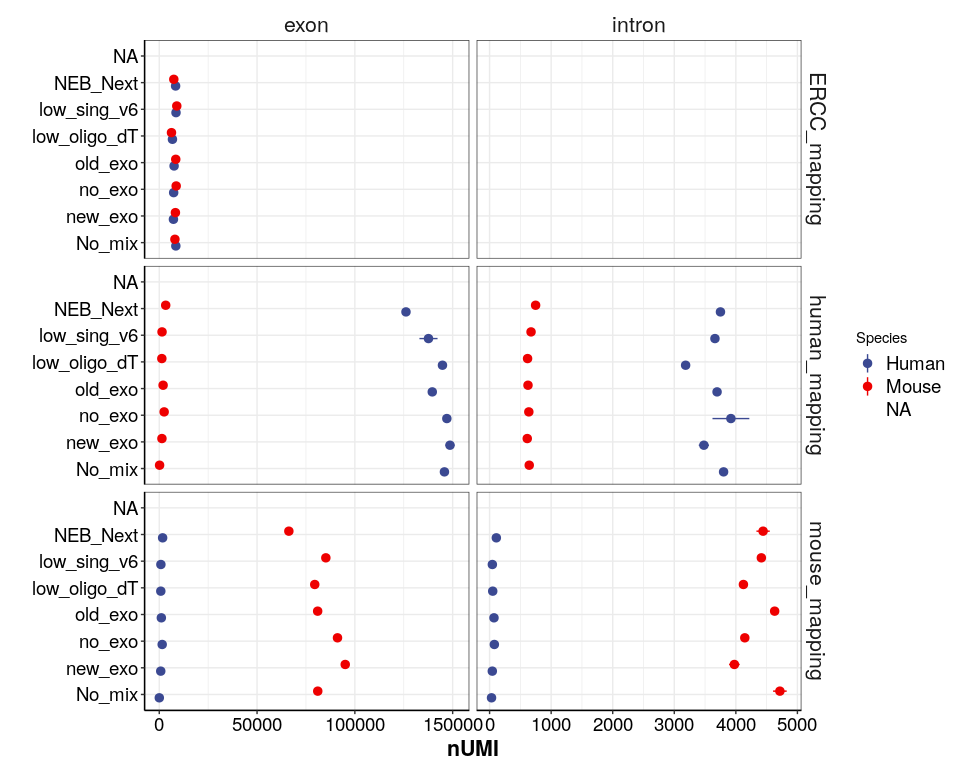 exon
intron
NA
NEB_Next
low_sing_v6
low_oligo_dT
old_exo
no_exo
new_exo
No_mix
ERCC_mapping
NA
NEB_Next
low_sing_v6
low_oligo_dT
old_exo
no_exo
new_exo
No_mix
human_mapping
NA
NEB_Next
low_sing_v6
low_oligo_dT
old_exo
no_exo
new_exo
No_mix
mouse_mapping
0 50000 100000 150000
0 1000 2000 3000 4000 5000
nUMI
Species
Human
Mouse
NA